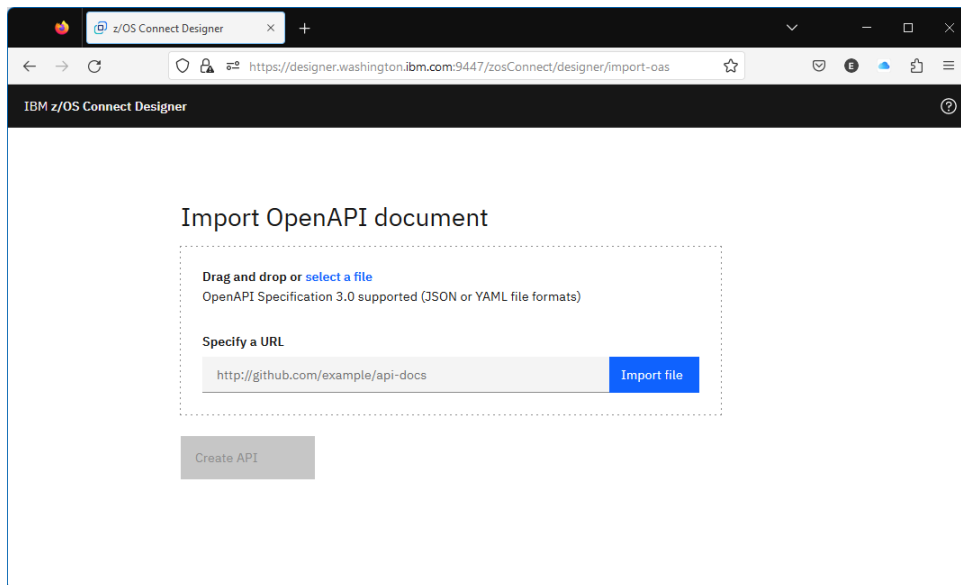 z/OS Connect Designer
https://designer.washington.ibm.com:9447/zosConnect/designer/import-oas
E
IBM z/OS Connect Designer
Import OpenAPI document
Drag and drop or select a file
OpenAPI Specification 3.0 supported (JSON or YAML file formats)
Specify a URL
http://github.com/example/api-docs
Import file
Create API